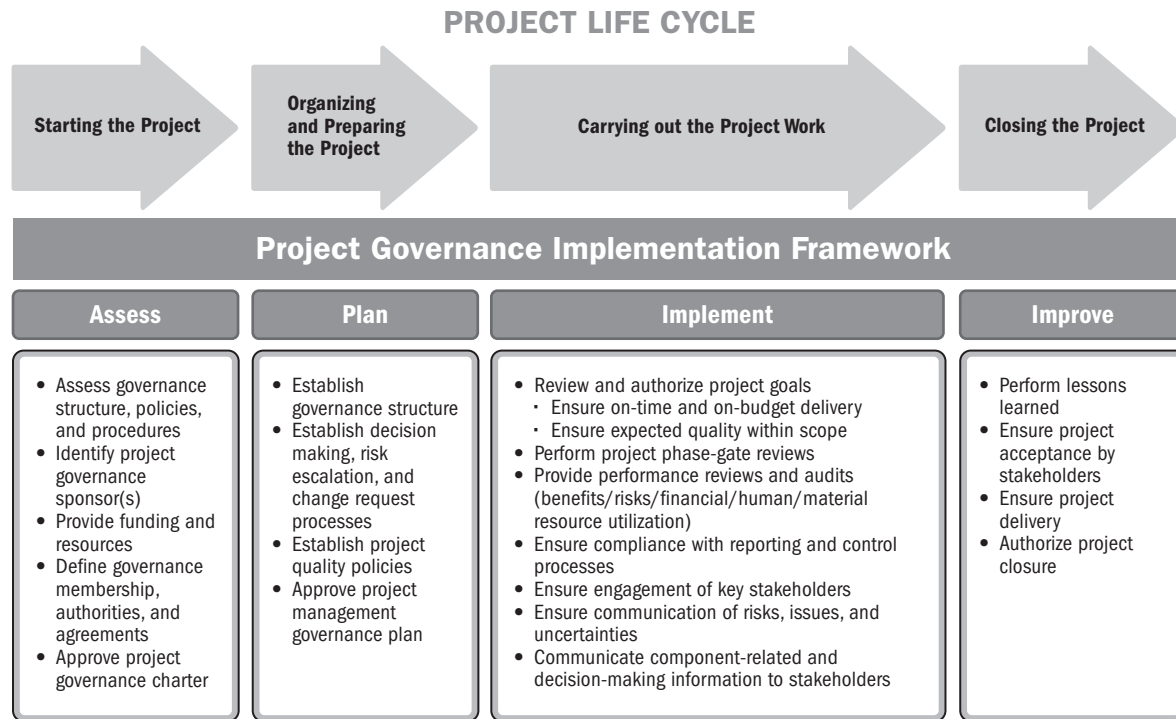 PROJECT LIFE CYCLE
Starting the Project
Organizing
and Preparing
the Project
Carrying out the Project Work
Closing the Project
Project Governance Implementation Framework
Assess
• Assess governance
structure, policies,
and procedures
• Identify project
governance
sponsor(s)
• Provide funding and
resources
• Define governance
membership,
authorities, and
agreements
• Approve project
governance charter
Plan
• Establish
governance structure
• Establish decision
making, risk
escalation, and
change request
processes
• Establish project
quality policies
• Approve project
management
governance plan
Implement
• Review and authorize project goals
▪ Ensure on-time and on-budget delivery
▪ Ensure expected quality within scope
• Perform project phase-gate reviews
• Provide performance reviews and audits
(benefits/risks/financial/human/material
resource utilization)
• Ensure compliance with reporting and control
processes
• Ensure engagement of key stakeholders
• Ensure communication of risks, issues, and
uncertainties
• Communicate component-related and
decision-making information to stakeholders
Improve
• Perform lessons
learned
• Ensure project
acceptance by
stakeholders
• Ensure project
delivery
• Authorize project
closure